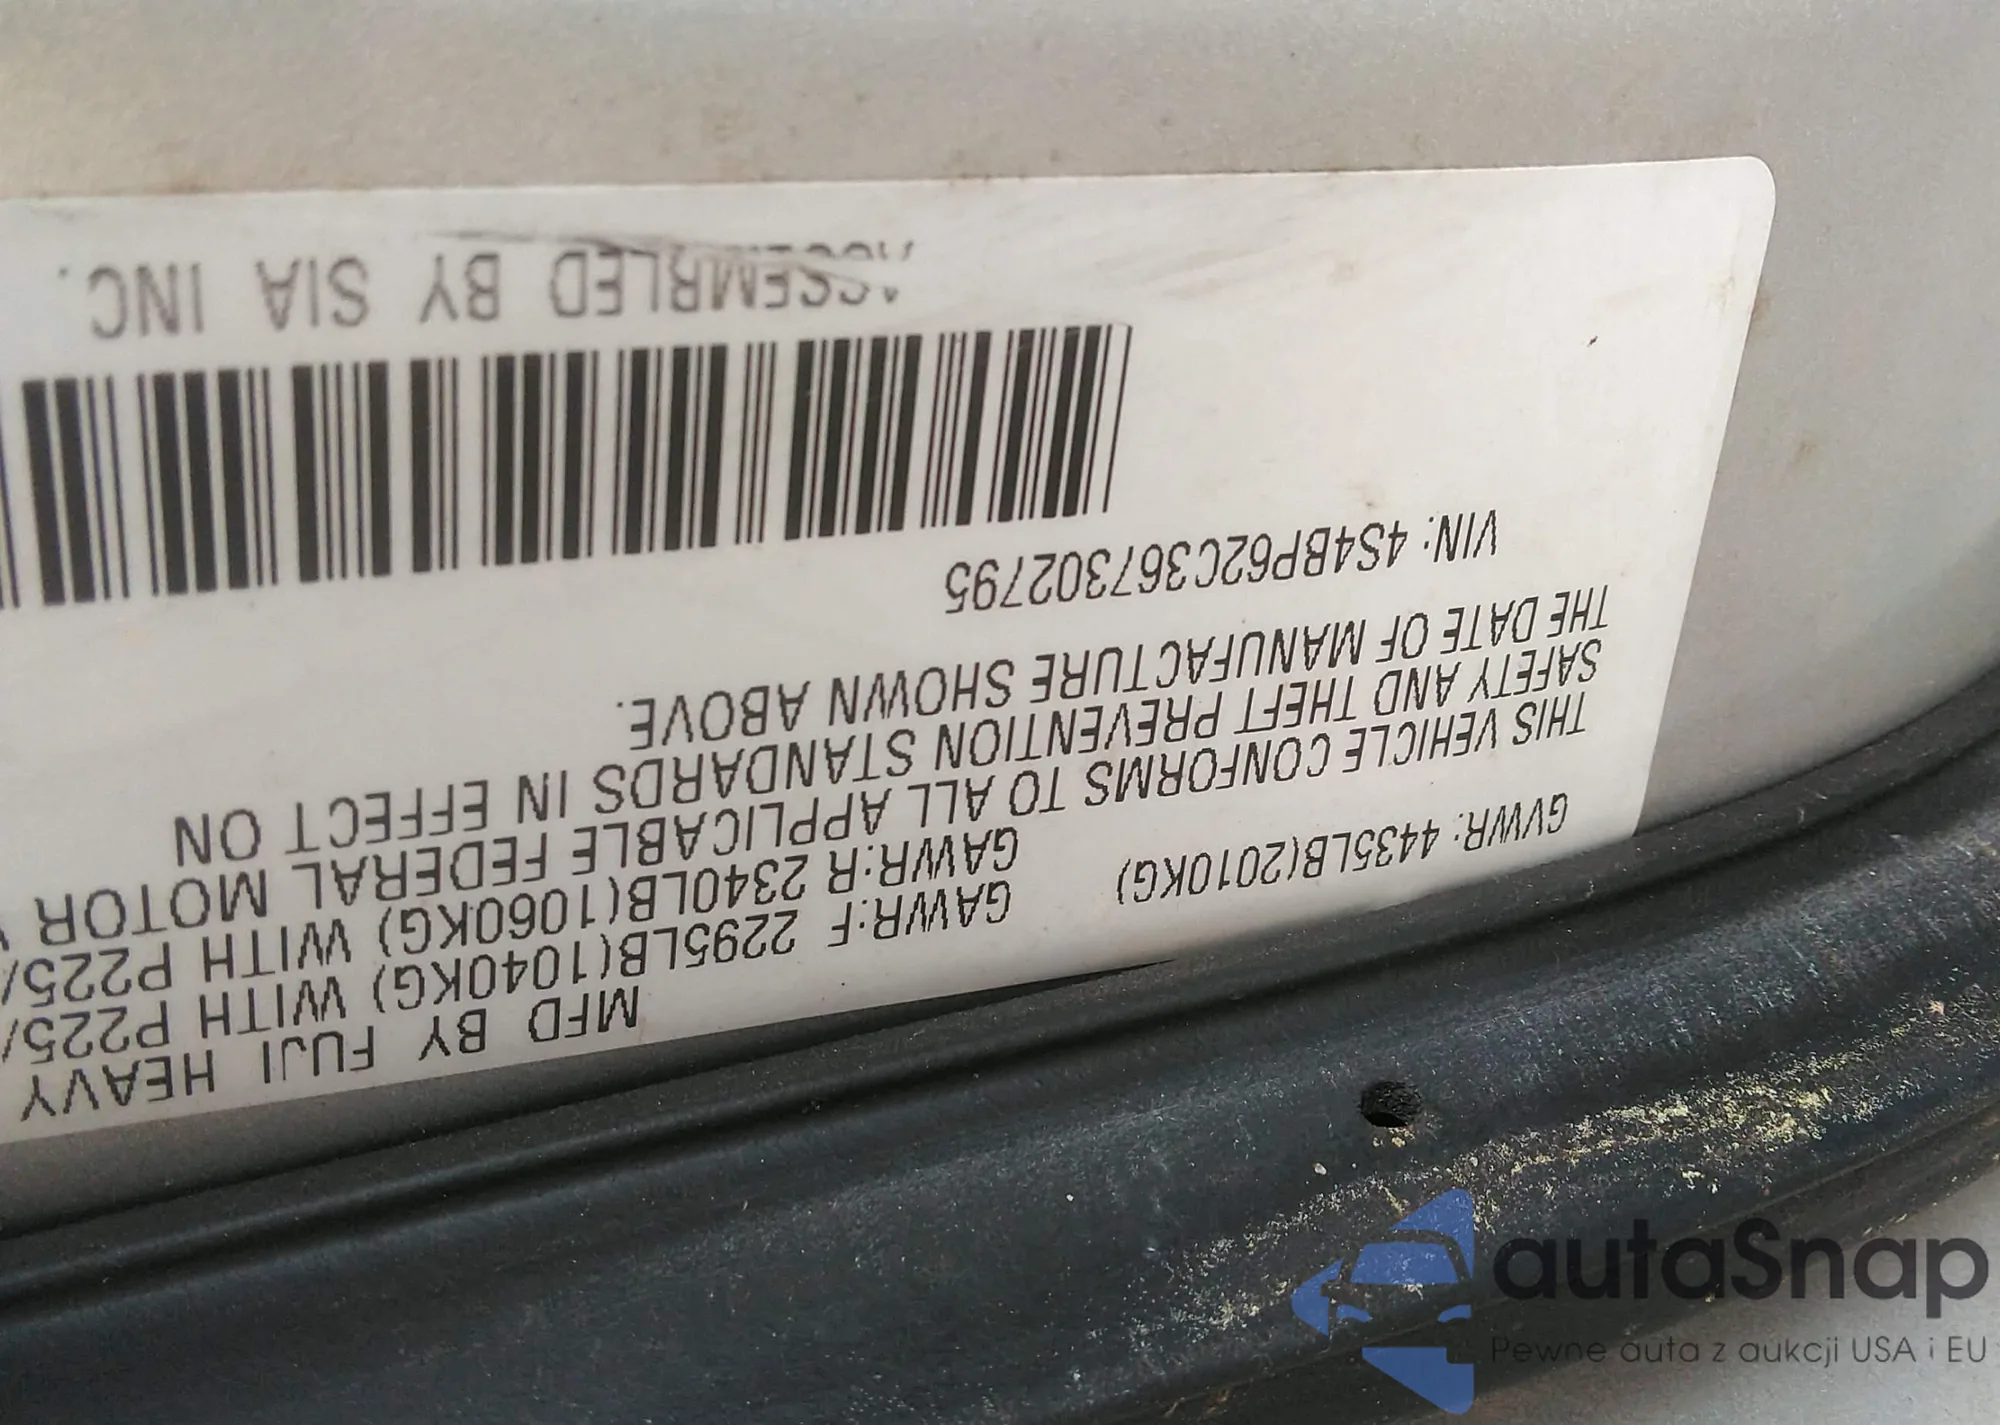 MFD BY FUJI HEAVY
GVWR: 4435LB(2010KG)
GAWR:F 2295LB(1040KG) WITH P225/
GAWR:R 2340LB(1060KG) WITH P225/
THIS VEHICLE CONFORMS TO ALL APPLICABLE FEDERAL MOTOR
SAFETY AND THEFT PREVENTION STANDARDS IN EFFECT ON
THE DATE OF MANUFACTURE SHOWN ABOVE.
VIN: 4S4BP62C367302795
ASSEMBLED BY SIA INC.
autaSnap
Pewne auta z aukcji USA i EU